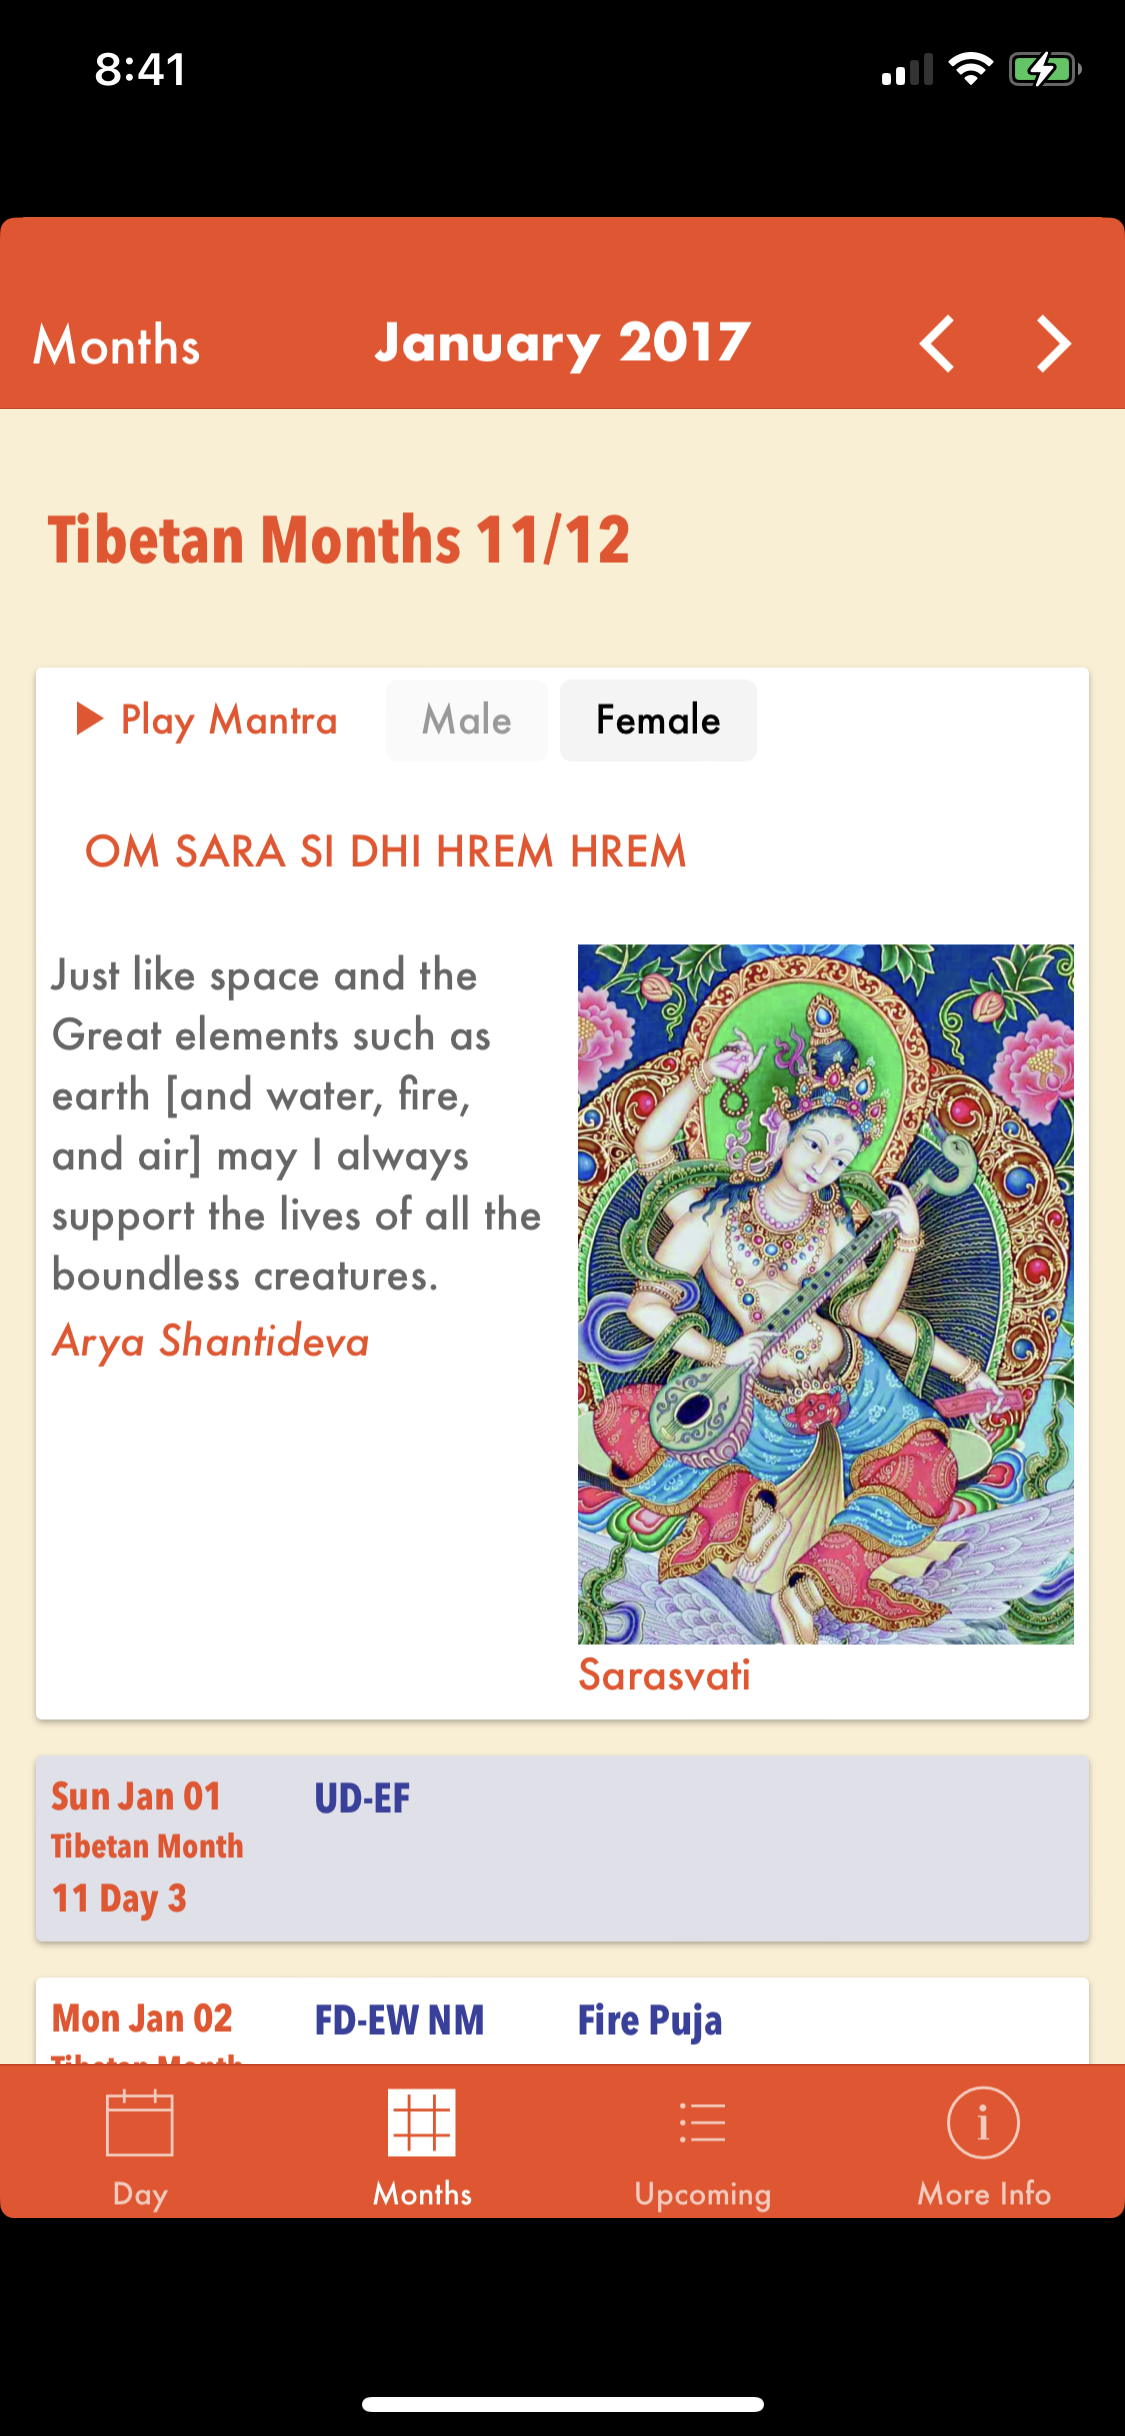 8:41
Months
January 2017
Tibetan Months 11/12
Play Mantra
Male
Female
OM SARA SI DHI HREM HREM
Just like space and the
Great elements such as
earth [and water, fire,
and air] may I always
support the lives of all the
boundless creatures.
Arya Shantideva
Sarasvati
Sun Jan 01
UD-EF
Tibetan Month
11 Day 3
Mon Jan 02
FD-EW NM
Fire Puja
Tibetan Month
Day
Months
Upcoming
More Info